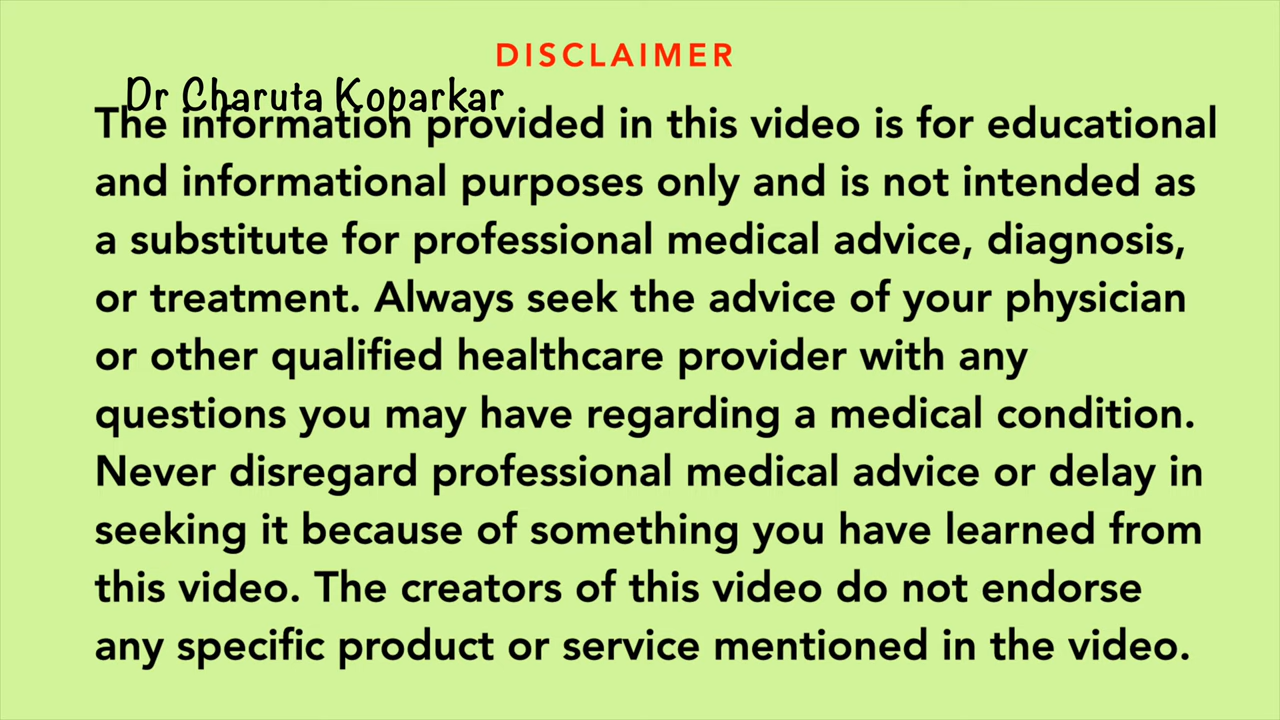 DISCLAIMER
Dr Charuta Koparkar
The information provided in this video is for educational
and informational purposes only and is not intended as
a substitute for professional medical advice, diagnosis,
or treatment. Always seek the advice of your physician
or other qualified healthcare provider with any
questions you may have regarding a medical condition.
Never disregard professional medical advice or delay in
seeking it because of something you have learned from
this video. The creators of this video do not endorse
any specific product or service mentioned in the video.